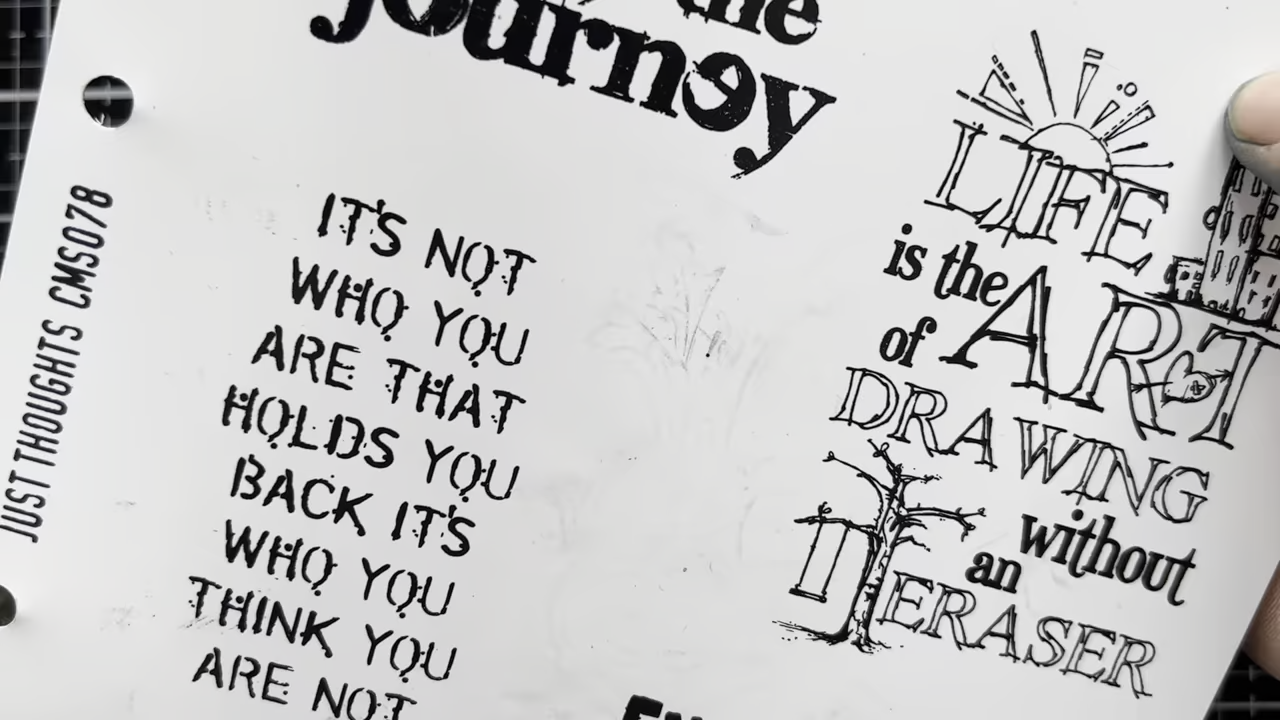 the
journey
JUST THOUGHTS CMS078
IT'S NOT
WHO YOU
ARE THAT
HOLDS YOU
BACK IT'S
WHO YOU
THINK YOU
ARE NOT
LIFE
is the ART
of
DRAWING
without
an
ERASER